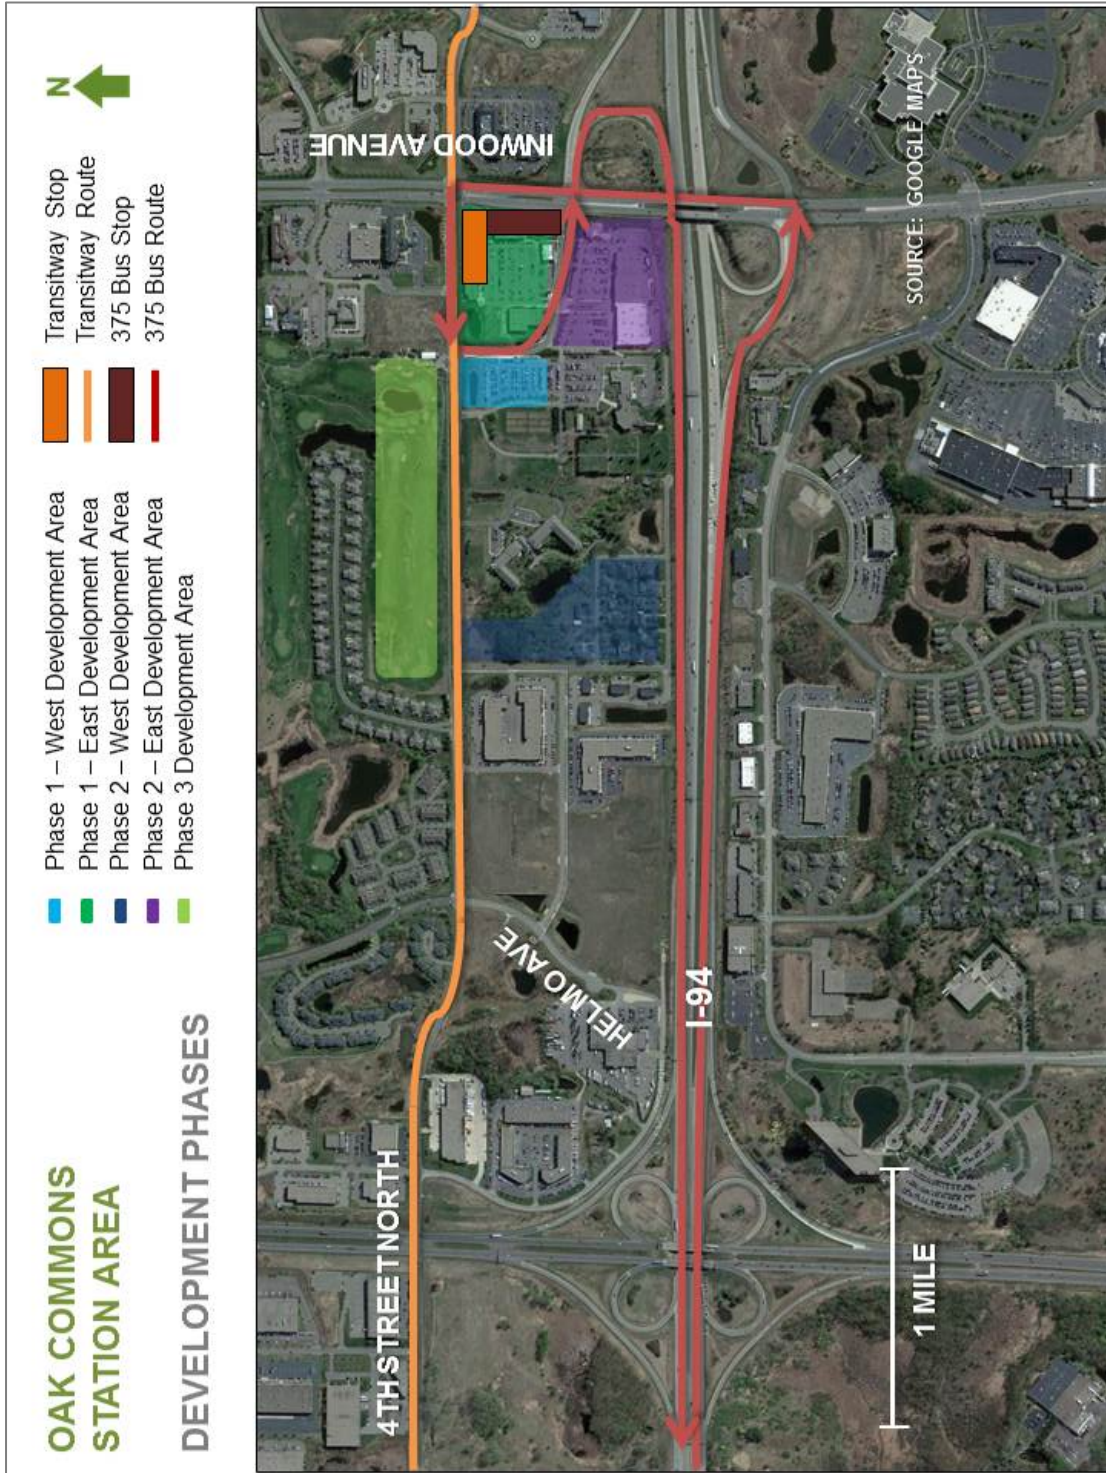 OAK COMMONS
STATION AREA
DEVELOPMENT PHASES
Phase 1 – West Development Area
Phase 1 – East Development Area
Phase 2 – West Development Area
Phase 2 – East Development Area
Phase 3 Development Area
Transitway Stop
Transitway Route
375 Bus Stop
375 Bus Route
N
4TH STREET NORTH
HELMO AVE
INWOOD AVENUE
I-94
1 MILE
SOURCE: GOOGLE MAPS